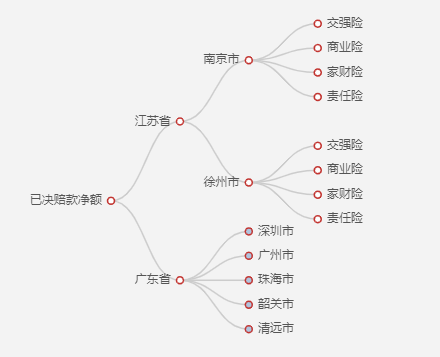 已决赔款净额
江苏省
南京市
交强险
商业险
家财险
责任险
徐州市
交强险
商业险
家财险
责任险
广东省
深圳市
广州市
珠海市
韶关市
清远市